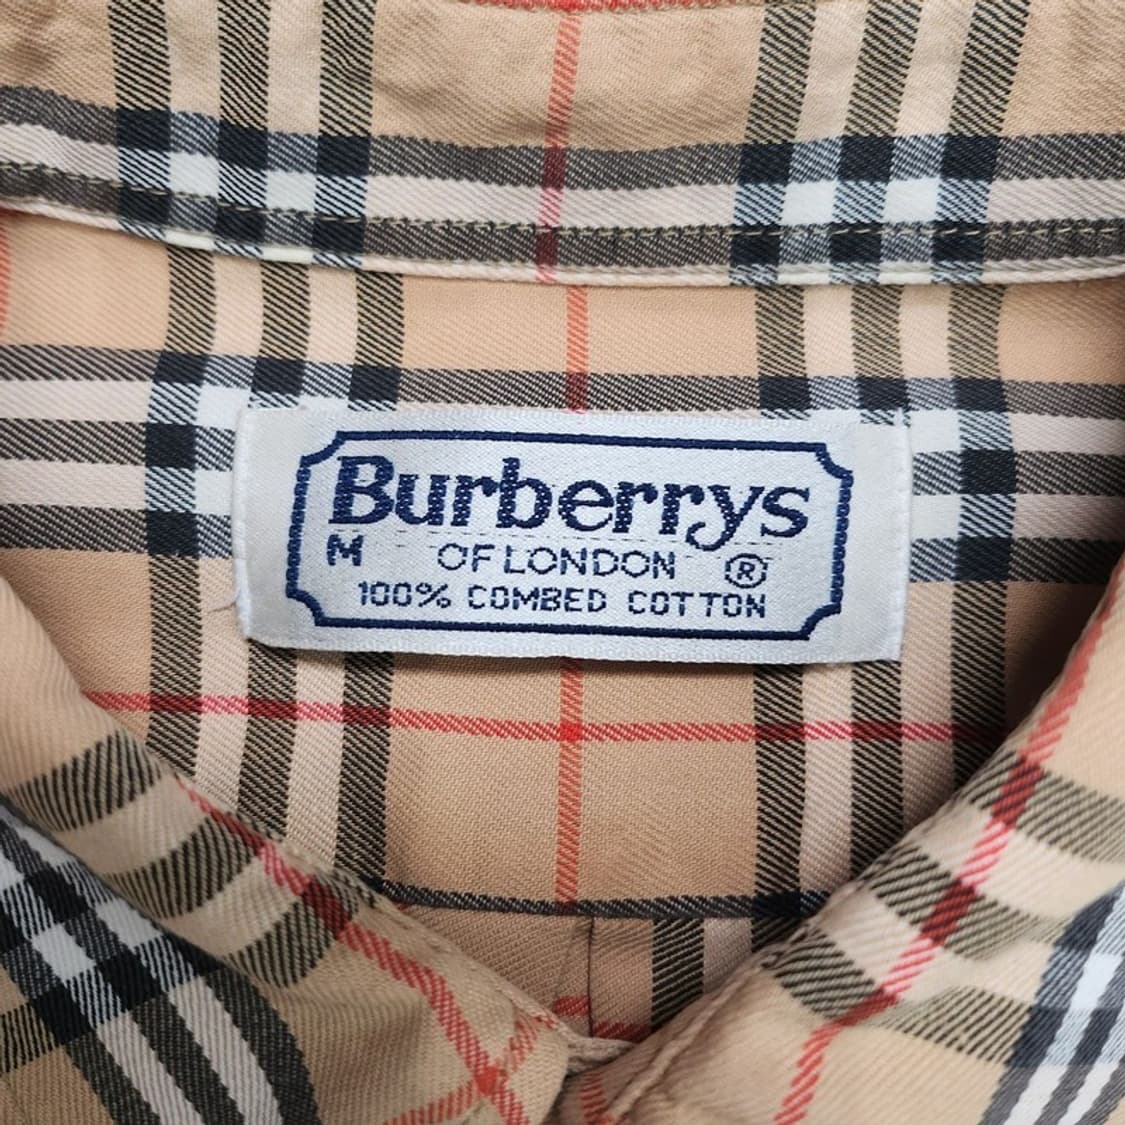 Burberrys
M OF LONDON ®
100% COMBED COTTON